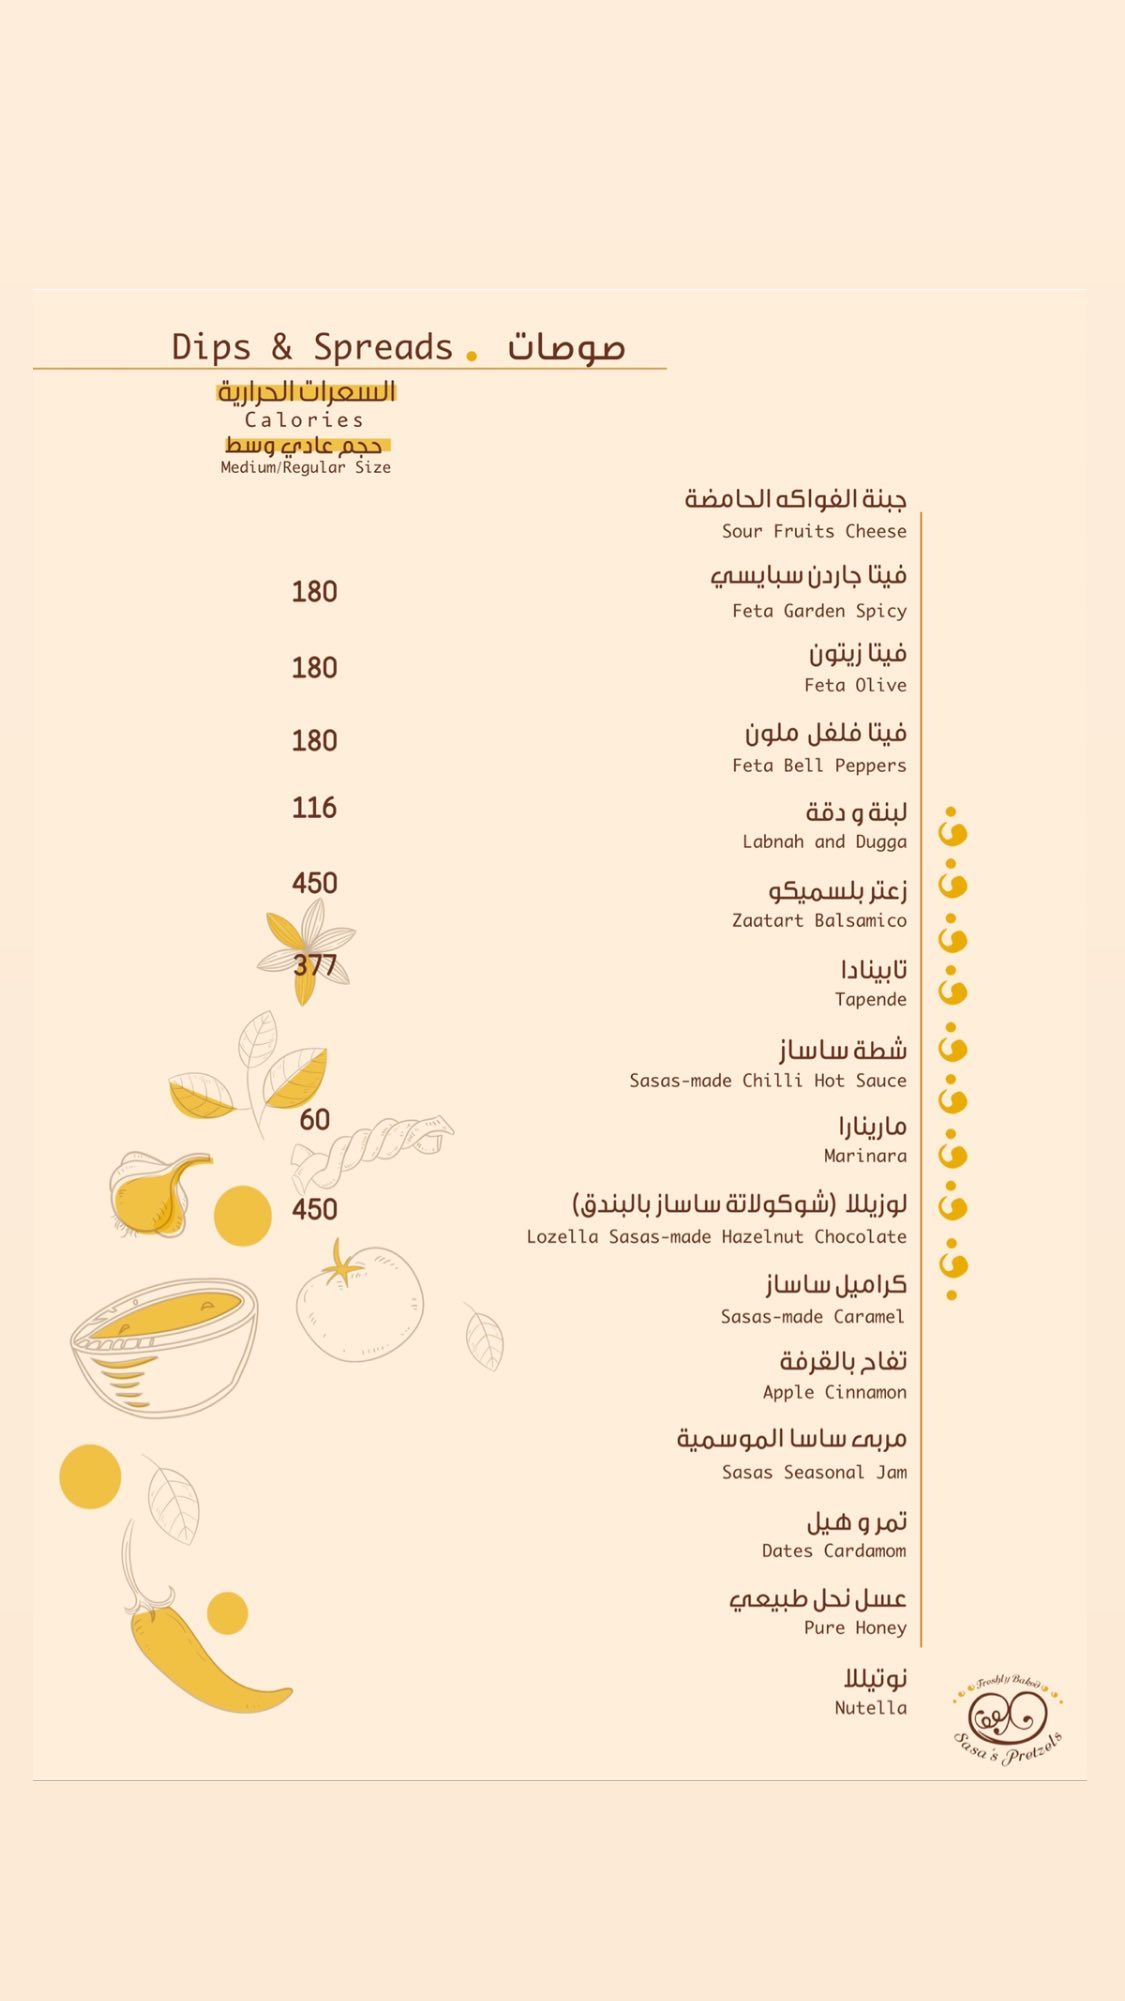 Dips & Spreads . صوصات
السعرات الحرارية
Calories
حجم عادي وسط
Medium/Regular Size
جبنة الفواكه الحامضة
Sour Fruits Cheese
فيتا جاردن سبايسي
180
Feta Garden Spicy
فيتا زيتون
180
Feta Olive
فيتا فلفل ملون
180
Feta Bell Peppers
116
لبنة و دقة
Labnah and Dugga
450
زعتر بلسميكو
Zaatart Balsamico
377
تابينادا
Tapende
شطة ساساز
Sasas-made Chilli Hot Sauce
60
مارينارا
Marinara
لوزيللا (شوكولاتة ساساز بالبندق)
450
Lozella Sasas-made Hazelnut Chocolate
كراميل ساساز
Sasas-made Caramel
تفاح بالقرفة
Apple Cinnamon
مربى ساسا الموسمية
Sasas Seasonal Jam
تمر و هيل
Dates Cardamom
عسل نحل طبيعي
Pure Honey
نوتيللا
Nutella
Freshly Baked
Sasa's Pretzels